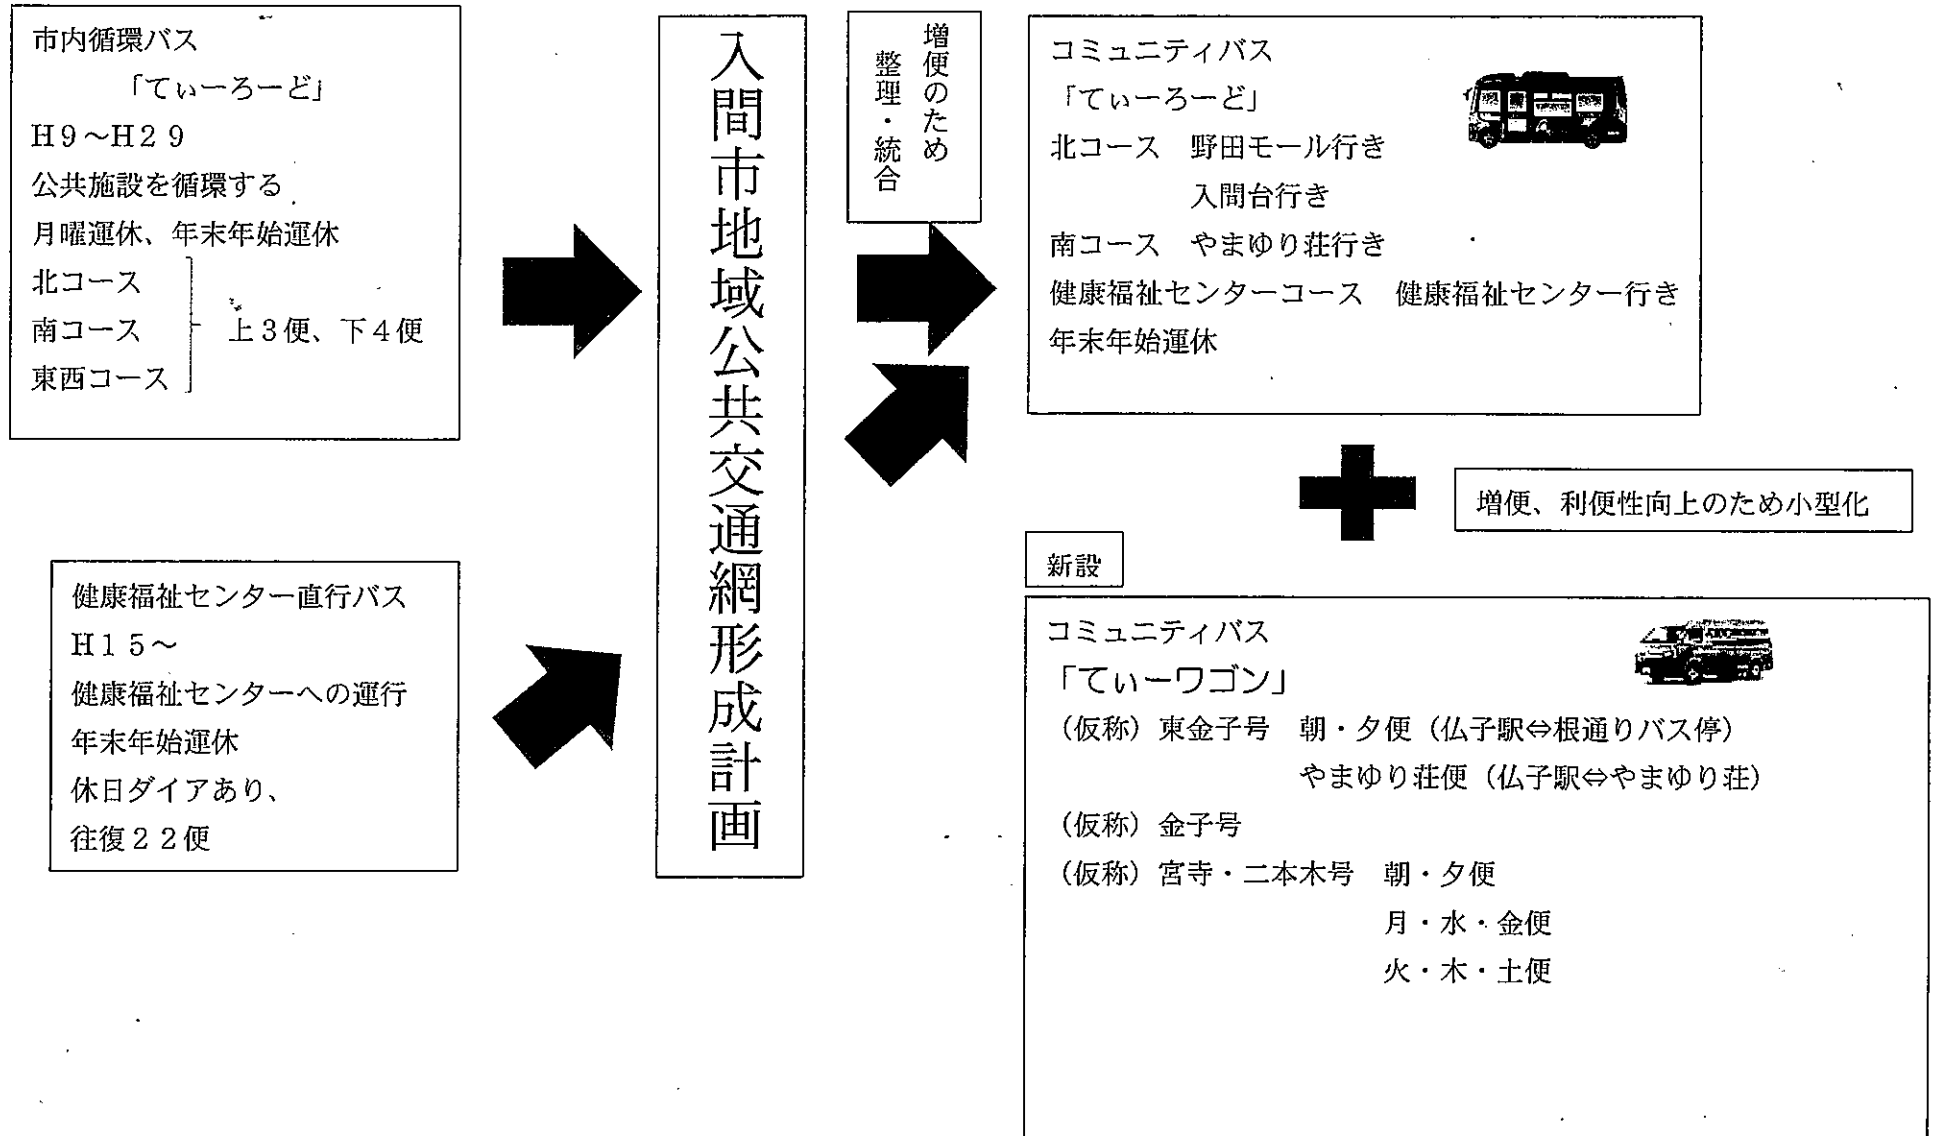 市内循環バス
「てぃーろーど」
H9～H29
公共施設を循環する
月曜運休、年末年始運休
北コース
南コース
東西コース
上3便、下4便
健康福祉センター直行バス
H15～
健康福祉センターへの運行
年末年始運休
休日ダイアあり、
往復22便
入間市地域公共交通網形成計画
増便のため
整理・統合
コミュニティバス
「てぃーろーど」
北コース　野田モール行き
入間台行き
南コース　やまゆり荘行き
健康福祉センターコース　健康福祉センター行き
年末年始運休
増便、利便性向上のため小型化
新設
コミュニティバス
「てぃーワゴン」
（仮称）東金子号　朝・夕便（仏子駅⇔根通りバス停）
やまゆり荘便（仏子駅⇔やまゆり荘）
（仮称）金子号
（仮称）宮寺・二本木号　朝・夕便
月・水・金便
火・木・土便